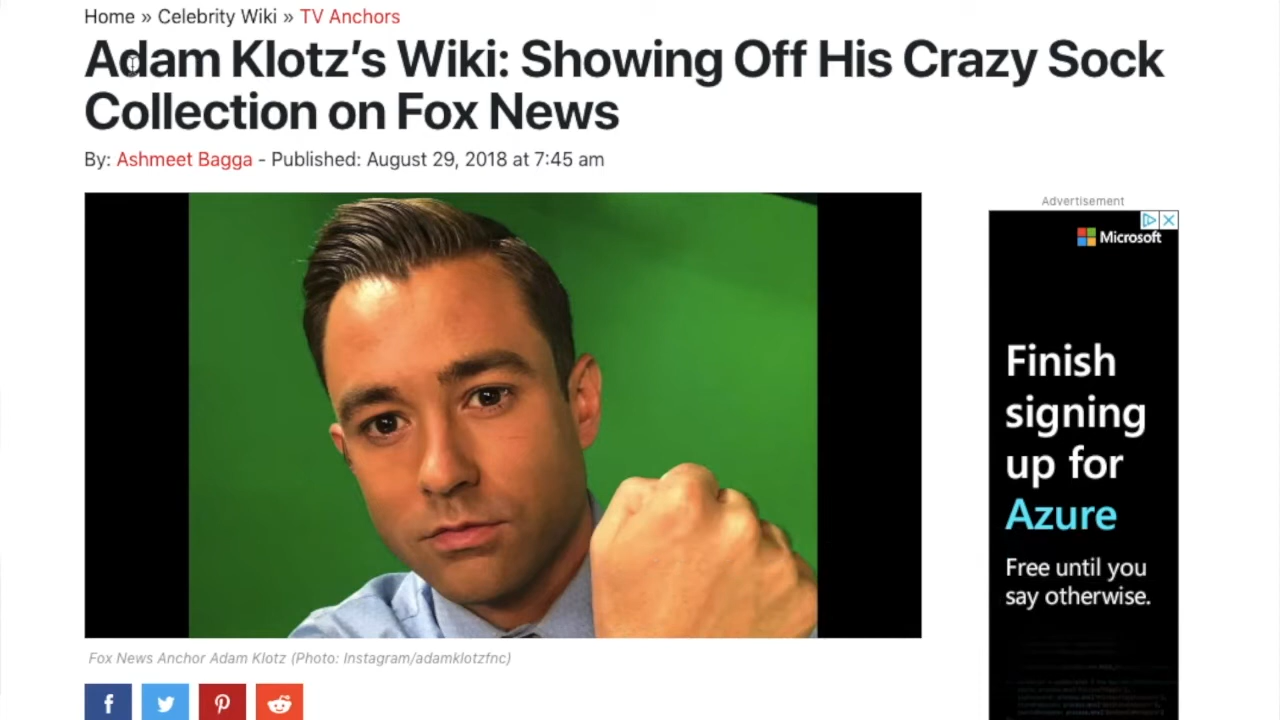 Home » Celebrity Wiki » TV Anchors
Adam Klotz’s Wiki: Showing Off His Crazy Sock
Collection on Fox News
By: Ashmeet Bagga - Published: August 29, 2018 at 7:45 am
Advertisement
Microsoft
Finish
signing
up for
Azure
Free until you
say otherwise.
Fox News Anchor Adam Klotz (Photo: Instagram/adamklotzfnc)